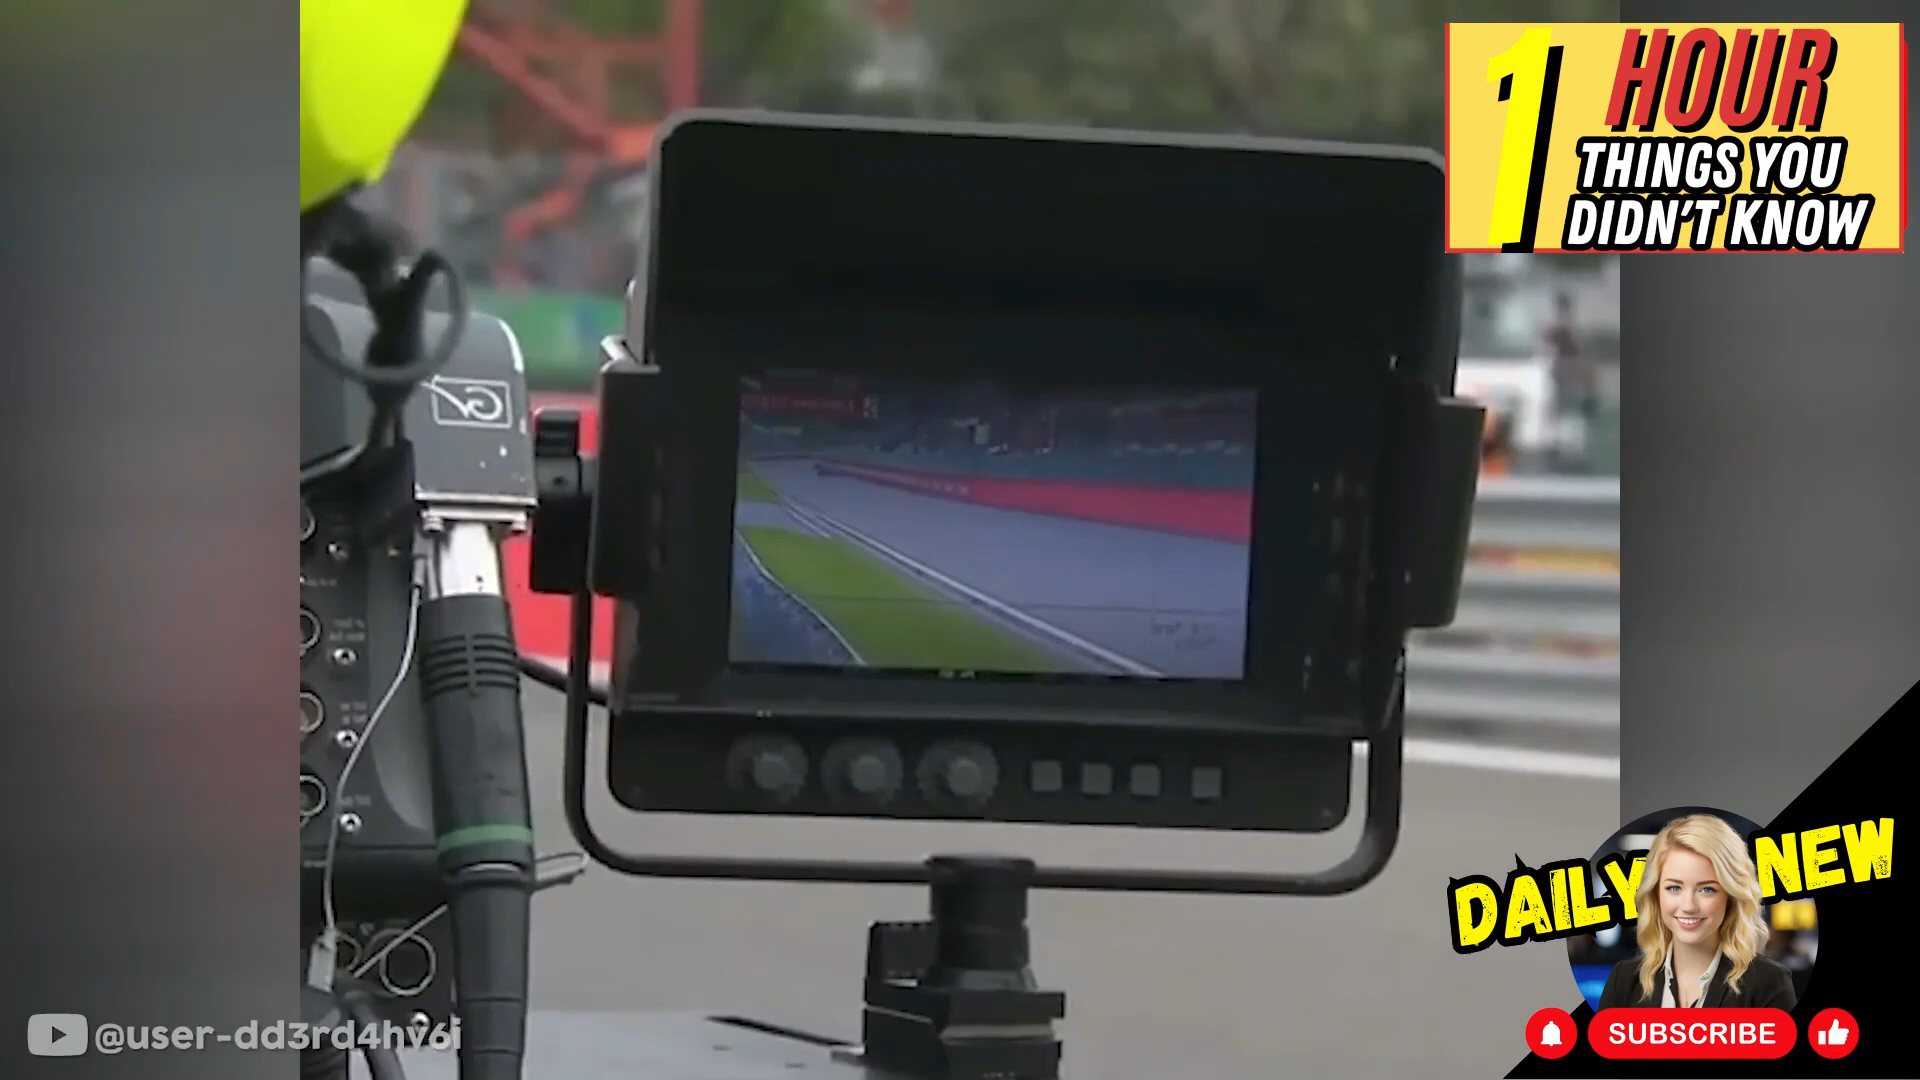 1 HOUR
THINGS YOU
DIDN'T KNOW
DAILY NEW
SUBSCRIBE
@user-dd3rd4hv6i